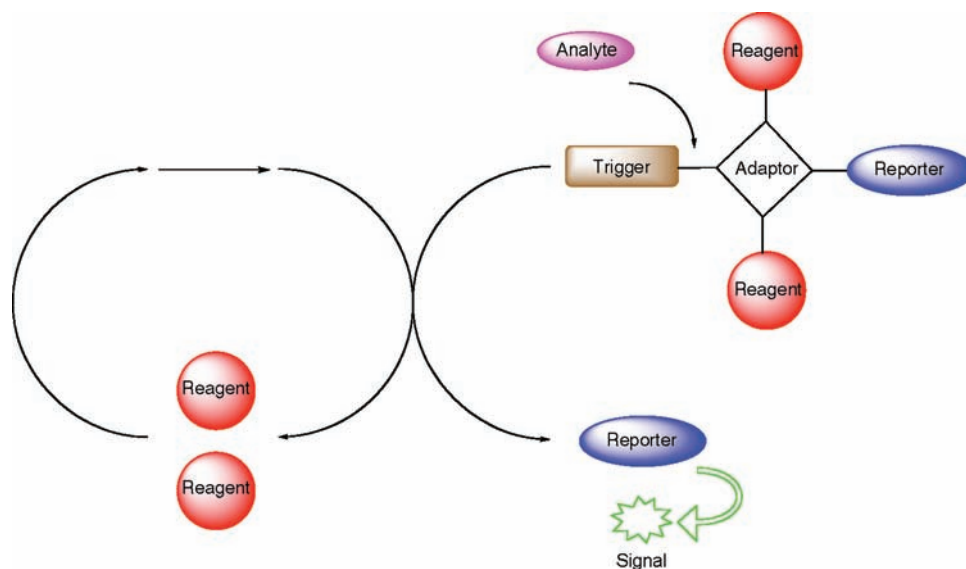 Reagent
Analyte
Trigger
Adaptor
Reporter
Reagent
Reagent
Reporter
Reagent
Signal